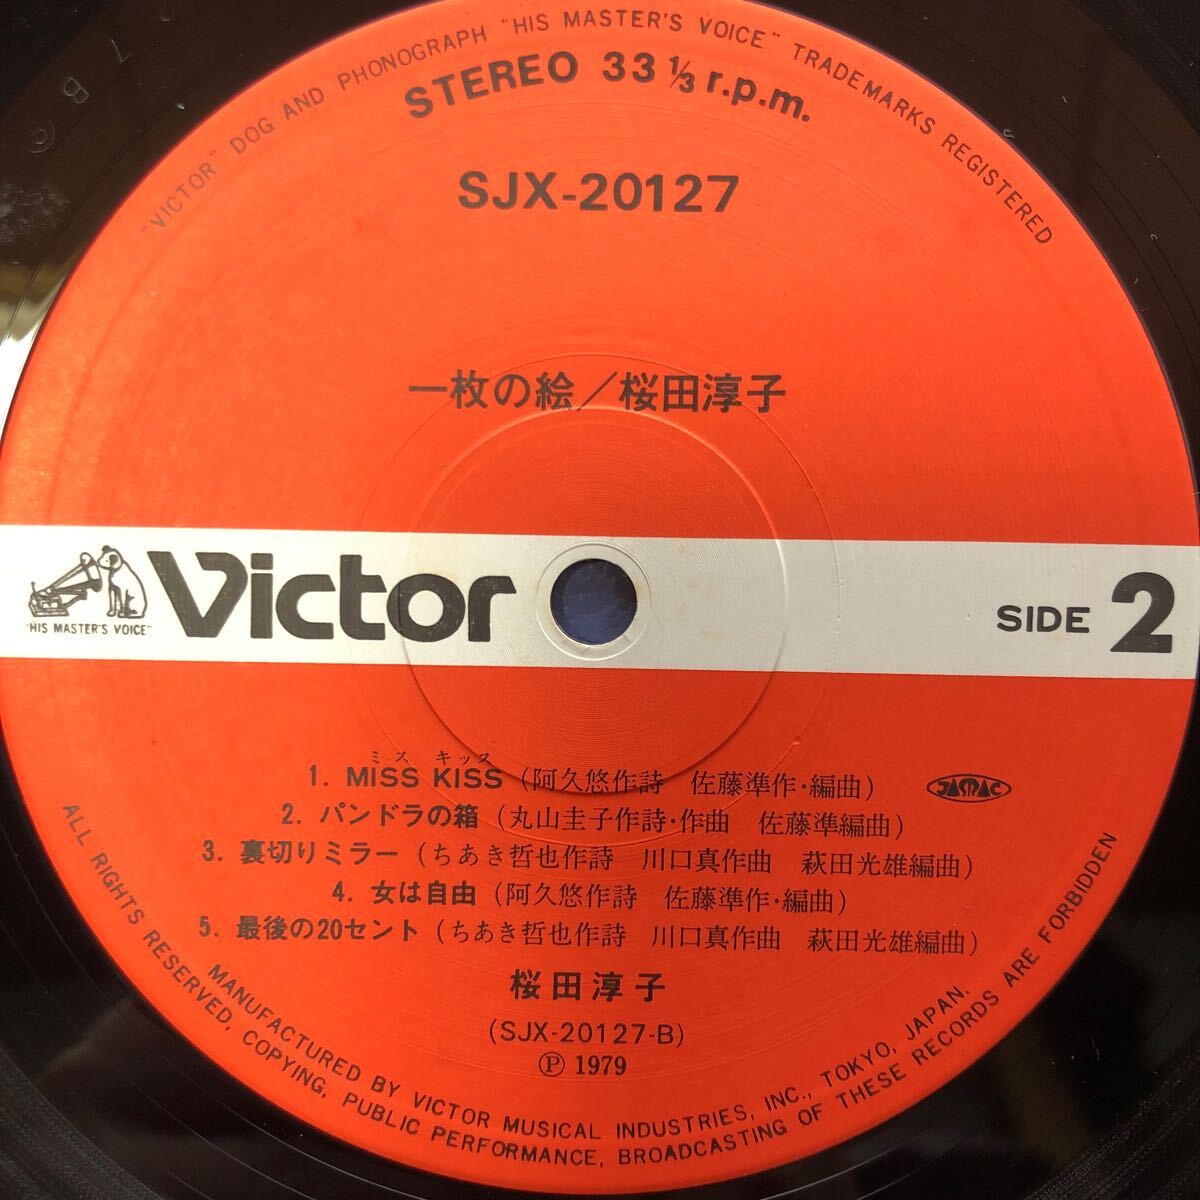 "VICTOR" DOG AND PHONOGRAPH "HIS MASTER'S VOICE" TRADEMARKS REGISTERED
STEREO 33 1/3 r.p.m.
SJX-20127
一枚の絵／桜田淳子
"HIS MASTER'S VOICE"
Victor
SIDE 2
ミス キッス
1. MISS KISS (阿久悠作詩 佐藤準作・編曲)
JASRAC
2. パンドラの箱 (丸山圭子作詩・作曲 佐藤準編曲)
3. 裏切りミラー (ちあき哲也作詩 川口真作曲 萩田光雄編曲)
4. 女は自由 (阿久悠作詩 佐藤準作・編曲)
5. 最後の20セント (ちあき哲也作詩 川口真作曲 萩田光雄編曲)
桜田淳子
(SJX-20127-B)
Ⓟ 1979
MANUFACTURED BY VICTOR MUSICAL INDUSTRIES, INC., TOKYO, JAPAN.
ALL RIGHTS RESERVED, COPYING, PUBLIC PERFORMANCE, BROADCASTING OF THESE RECORDS ARE FORBIDDEN